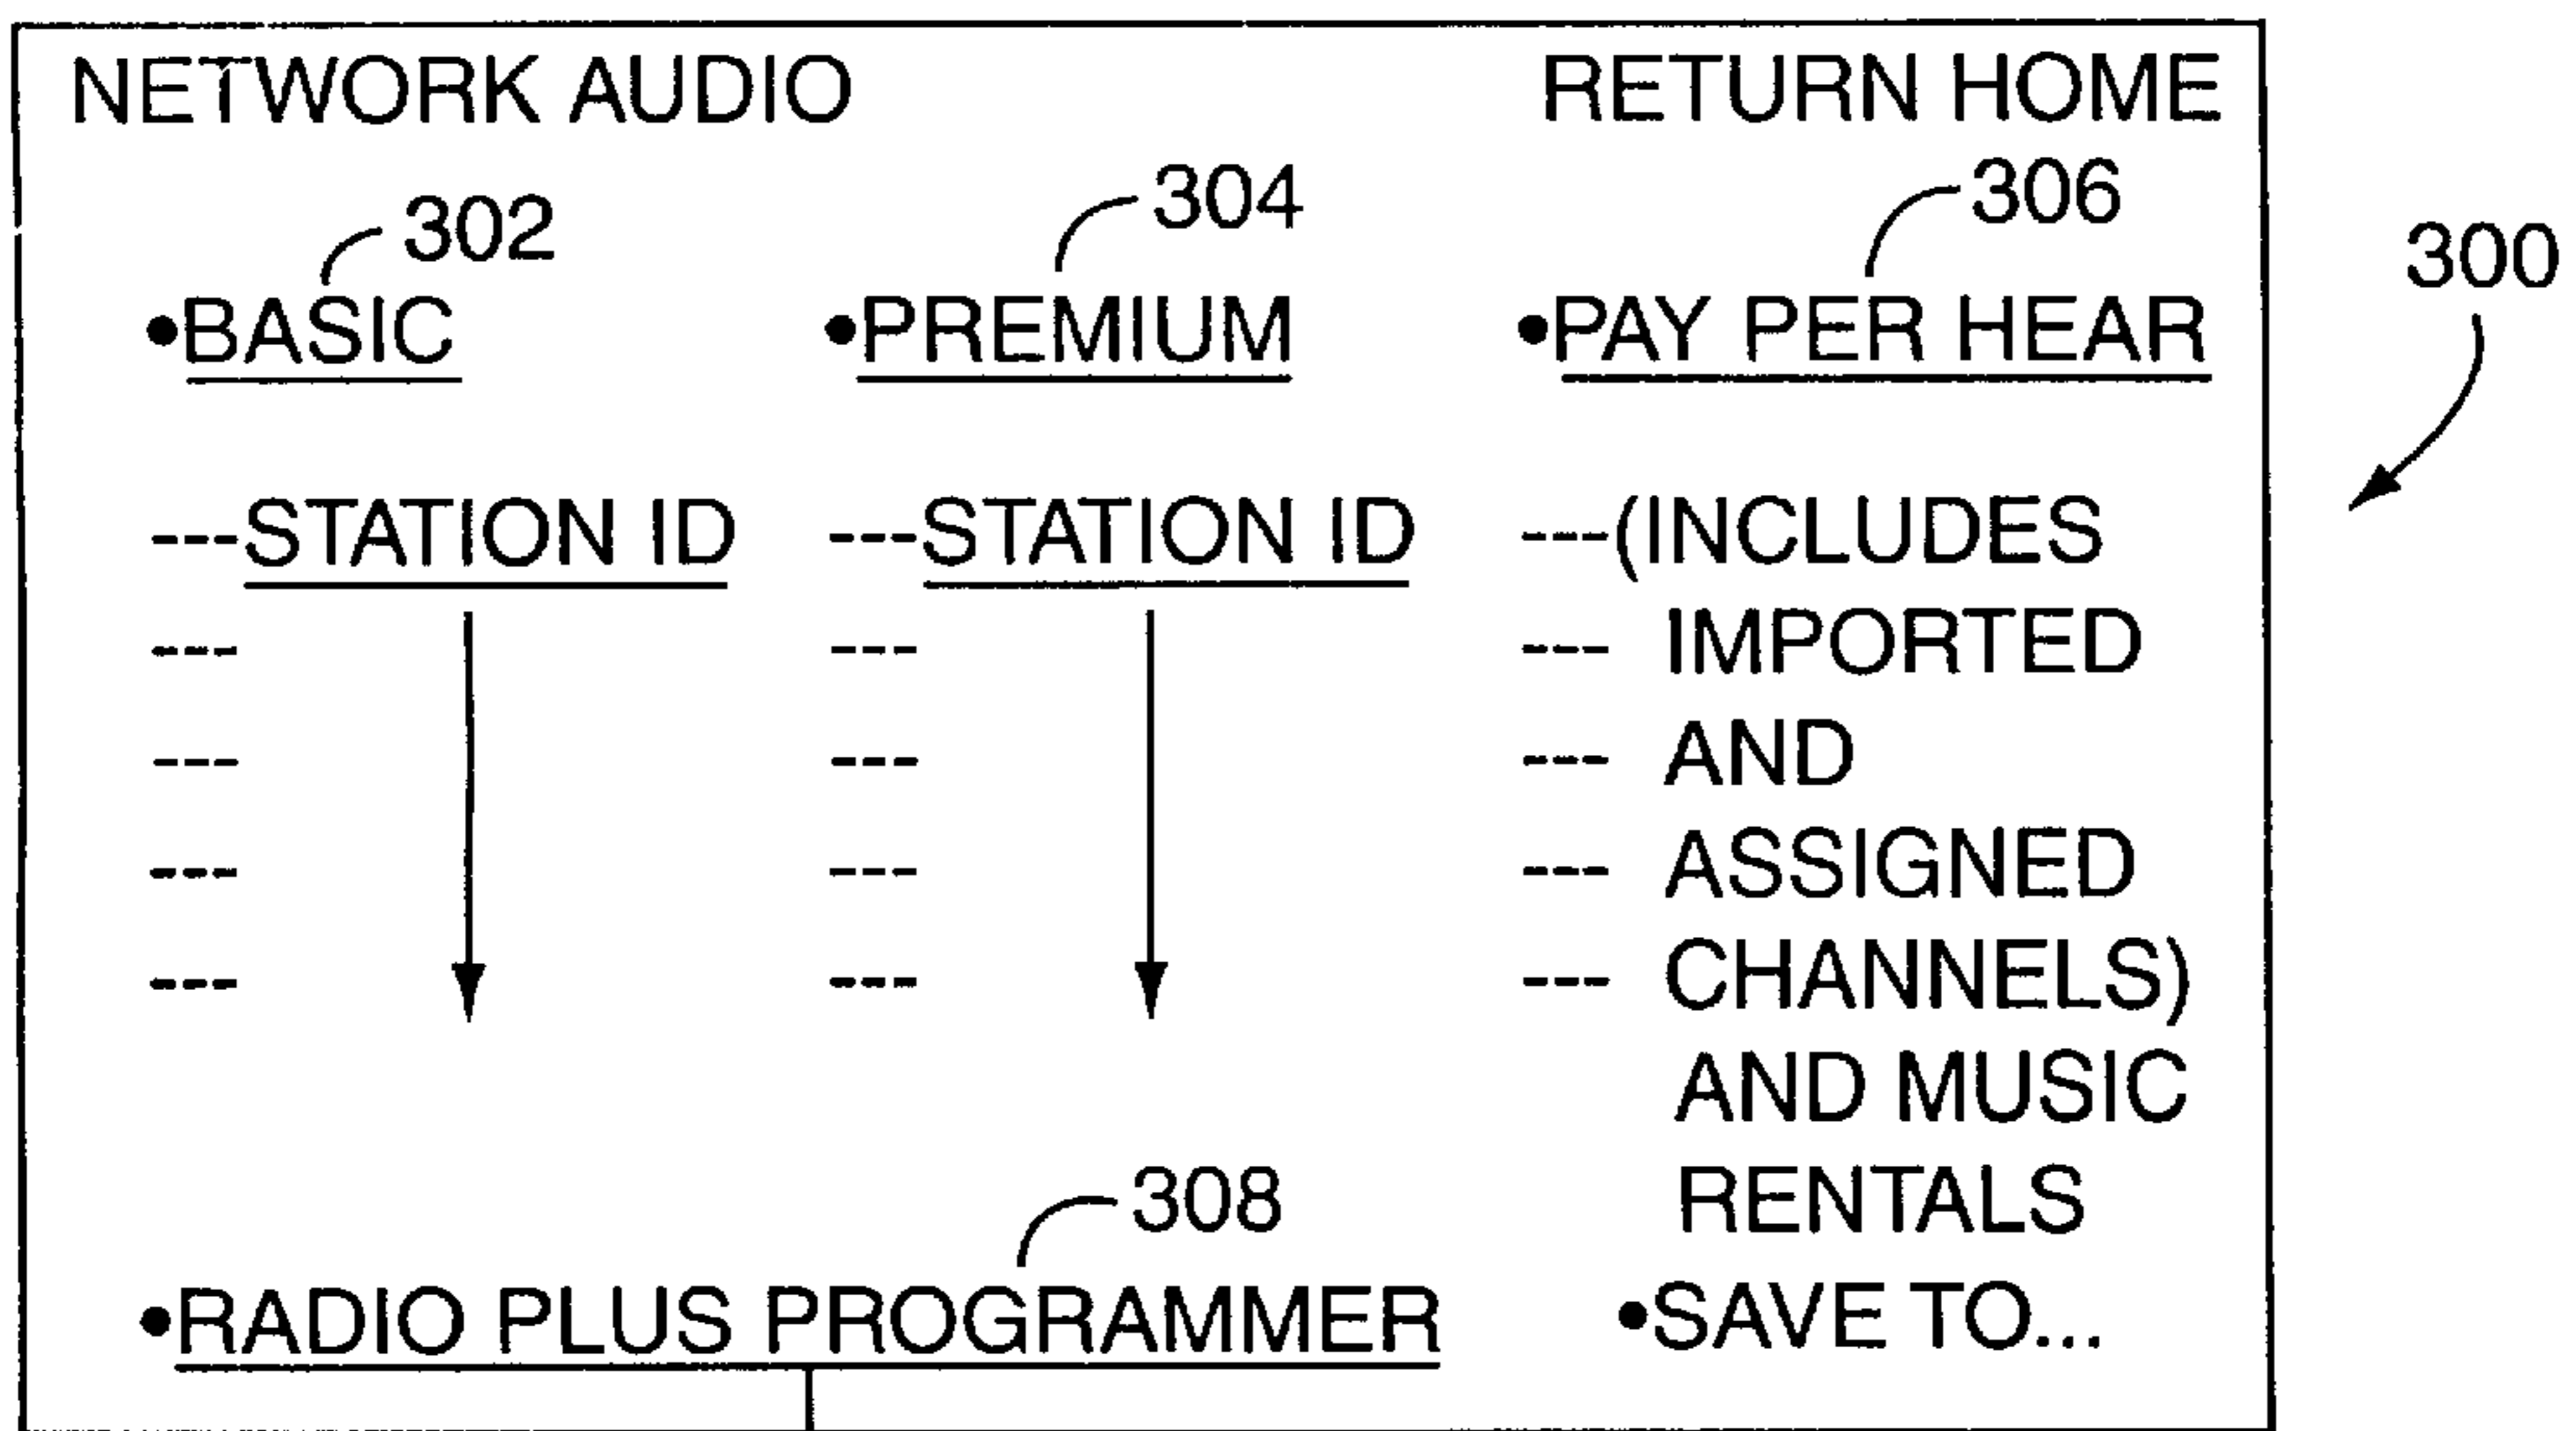 NETWORK AUDIO RETURN HOME
302 304 306
300
•BASIC •PREMIUM •PAY PER HEAR
---STATION ID ---STATION ID ---(INCLUDES
--- --- --- IMPORTED
--- --- --- AND
--- --- --- ASSIGNED
--- --- --- CHANNELS)
AND MUSIC
RENTALS
308
•RADIO PLUS PROGRAMMER •SAVE TO...